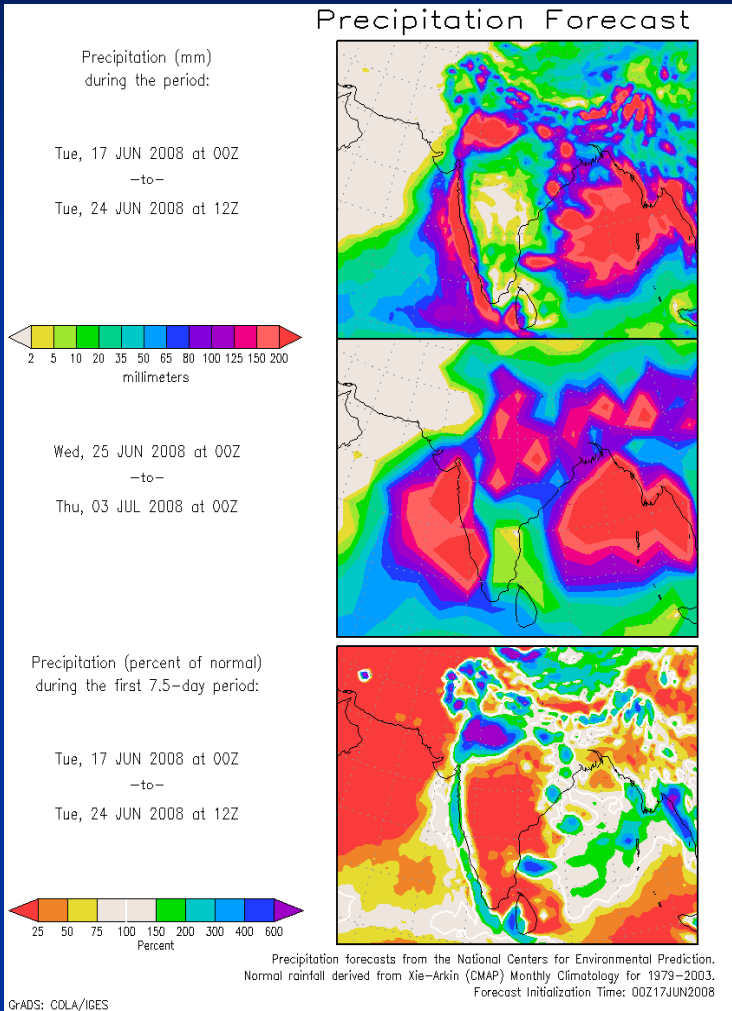 Precipitation Forecast
Precipitation (mm)
during the period:
Tue, 17 JUN 2008 at 00Z
-to-
Tue, 24 JUN 2008 at 12Z
2 5 10 20 35 50 65 80 100 125 150 200
millimeters
Wed, 25 JUN 2008 at 00Z
-to-
Thu, 03 JUL 2008 at 00Z
Precipitation (percent of normal)
during the first 7.5-day period:
Tue, 17 JUN 2008 at 00Z
-to-
Tue, 24 JUN 2008 at 12Z
25 50 75 100 150 200 300 400 600
Percent
Precipitation forecasts from the National Centers for Environmental Prediction.
Normal rainfall derived from Xie-Arkin (CMAP) Monthly Climatology for 1979-2003.
Forecast Initialization Time: 00Z17JUN2008
GrADS: COLA/IGES